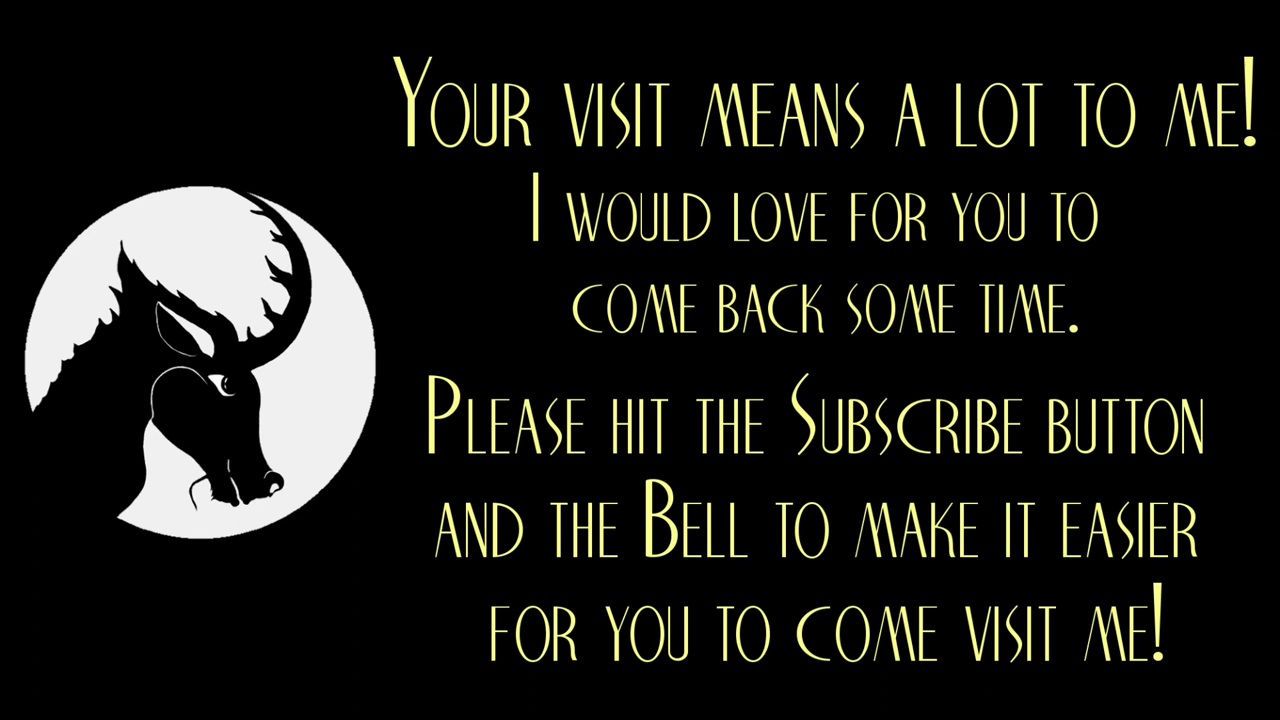 Your visit means a lot to me!
I would love for you to
come back some time.
Please hit the Subscribe button
and the Bell to make it easier
for you to come visit me!